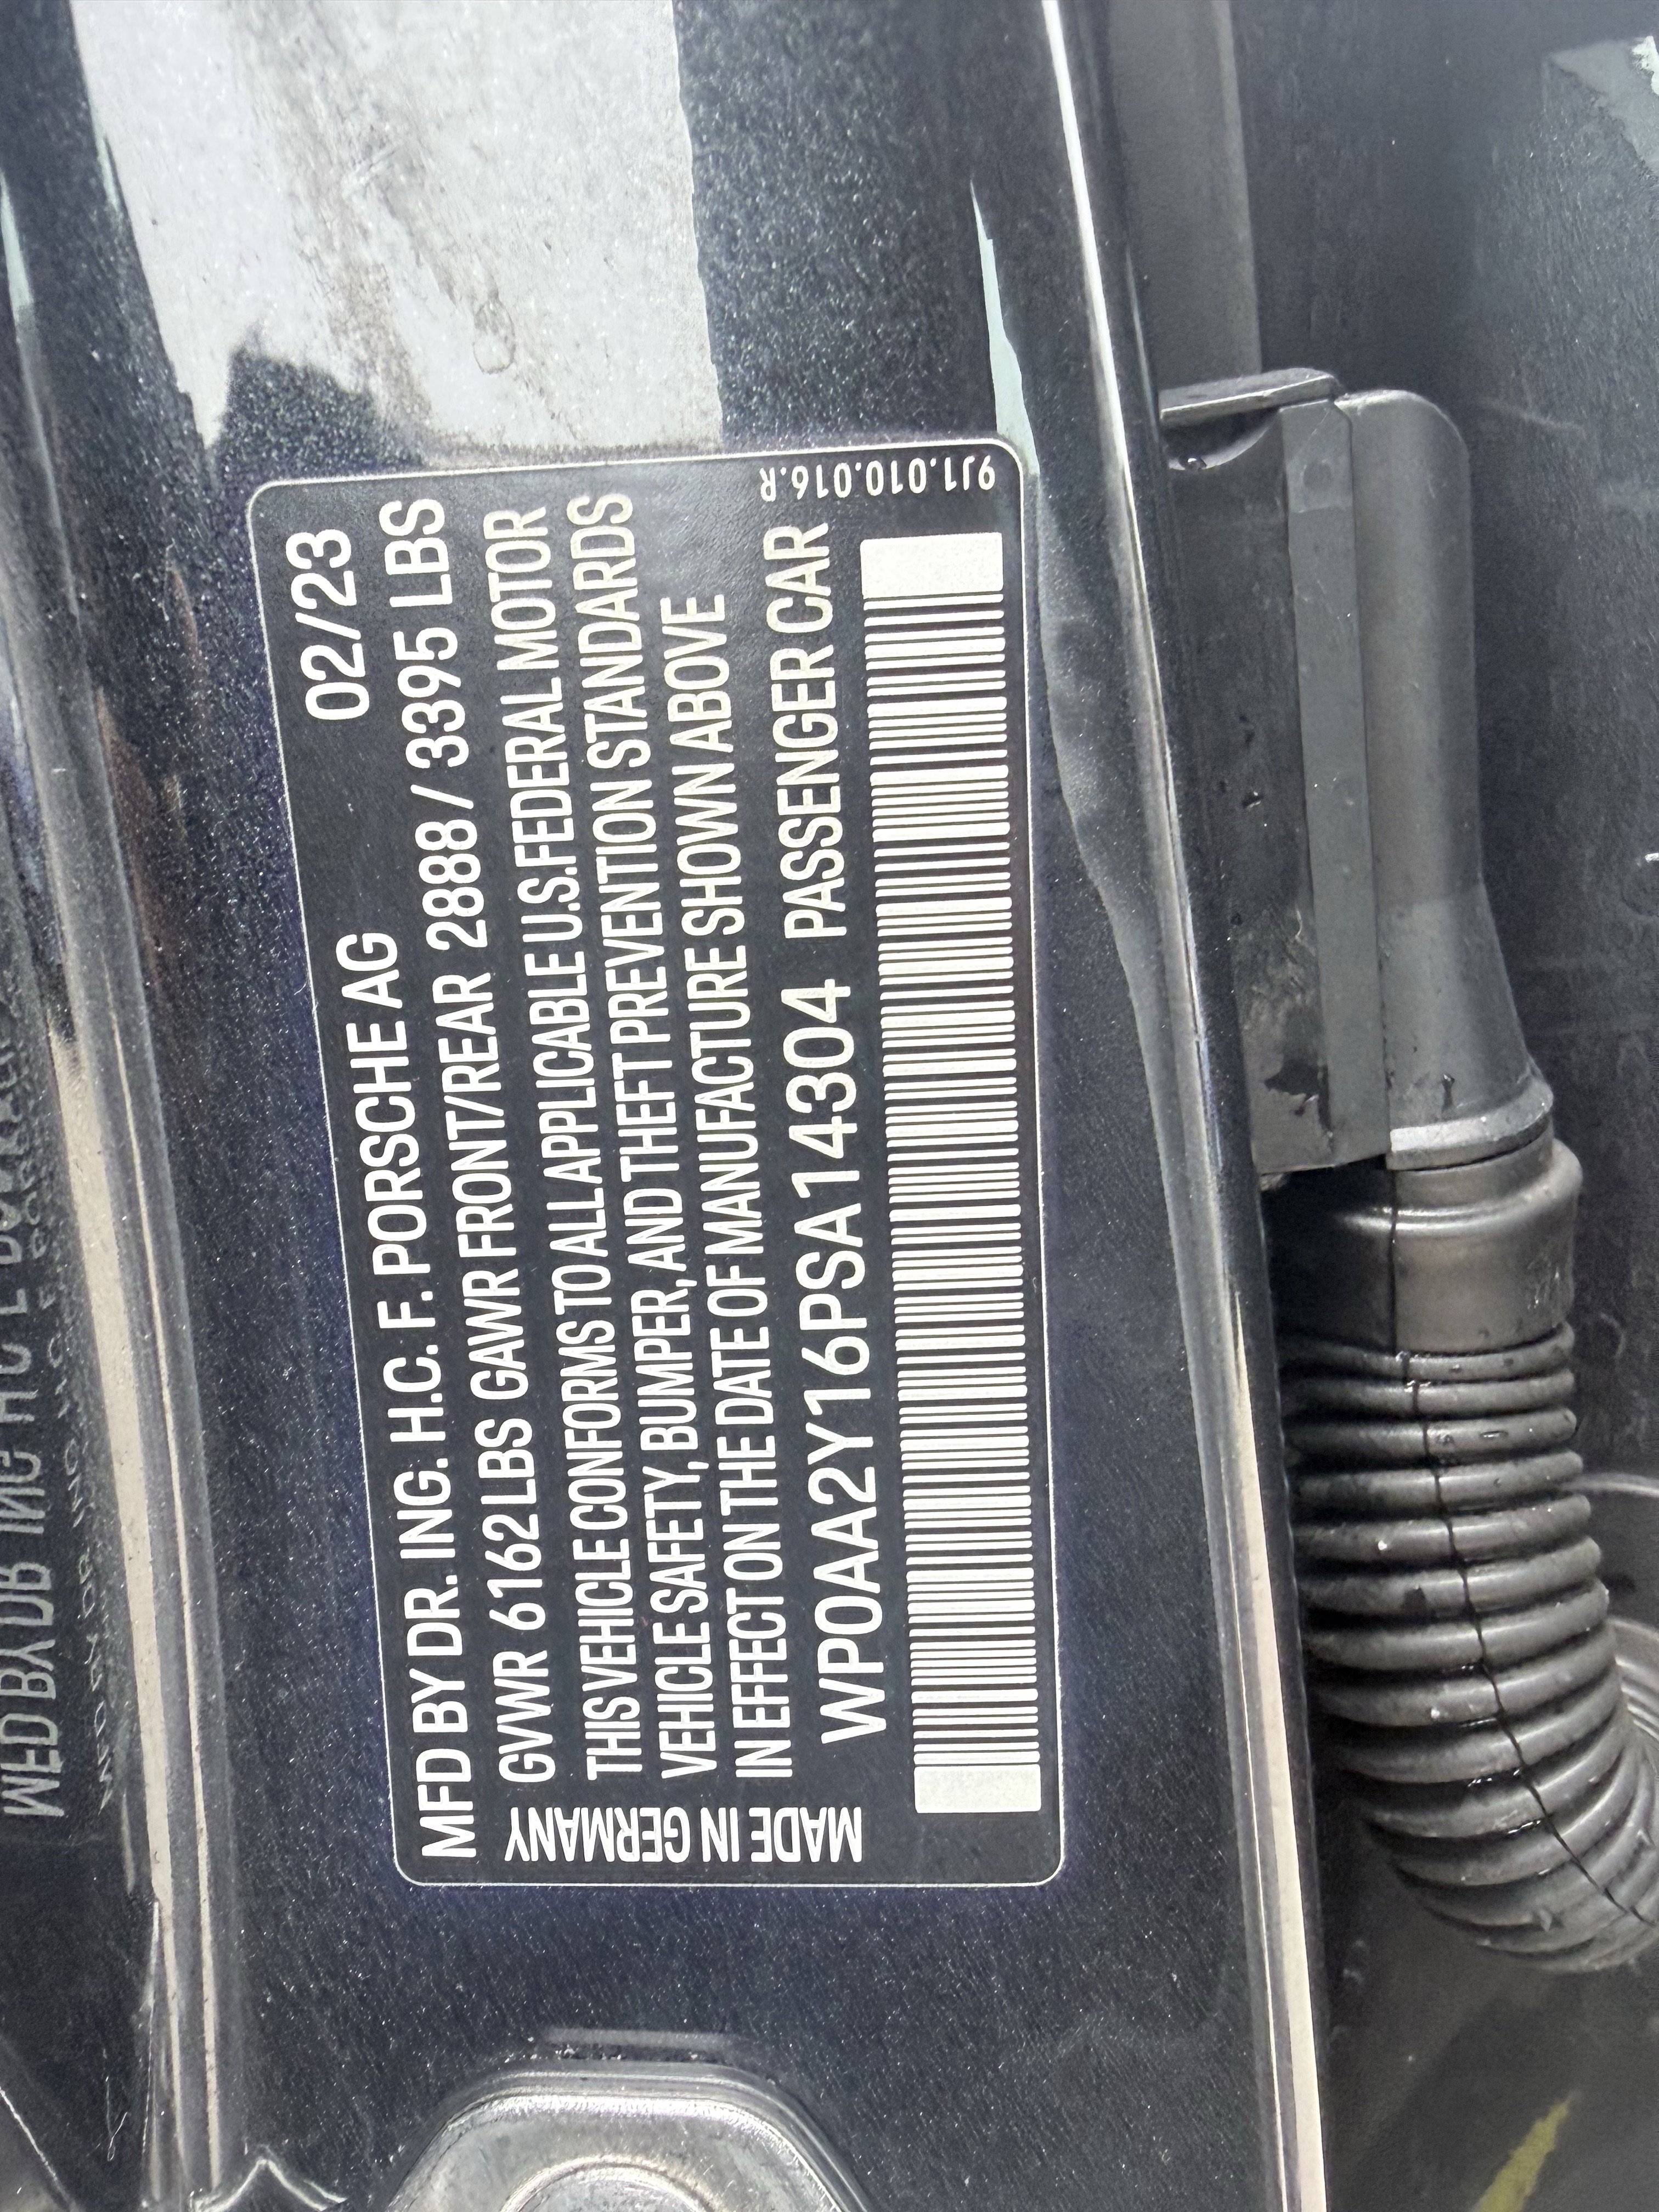 MFD BY DR. ING. H.C. F. PORSCHE AG 02/23
GVWR 6162 LBS GAWR FRONT/REAR 2888 / 3395 LBS
THIS VEHICLE CONFORMS TO ALL APPLICABLE U.S. FEDERAL MOTOR
VEHICLE SAFETY, BUMPER, AND THEFT PREVENTION STANDARDS
IN EFFECT ON THE DATE OF MANUFACTURE SHOWN ABOVE
WP0AA2Y16PSA14304 PASSENGER CAR
MADE IN GERMANY
9J1.010.016.R